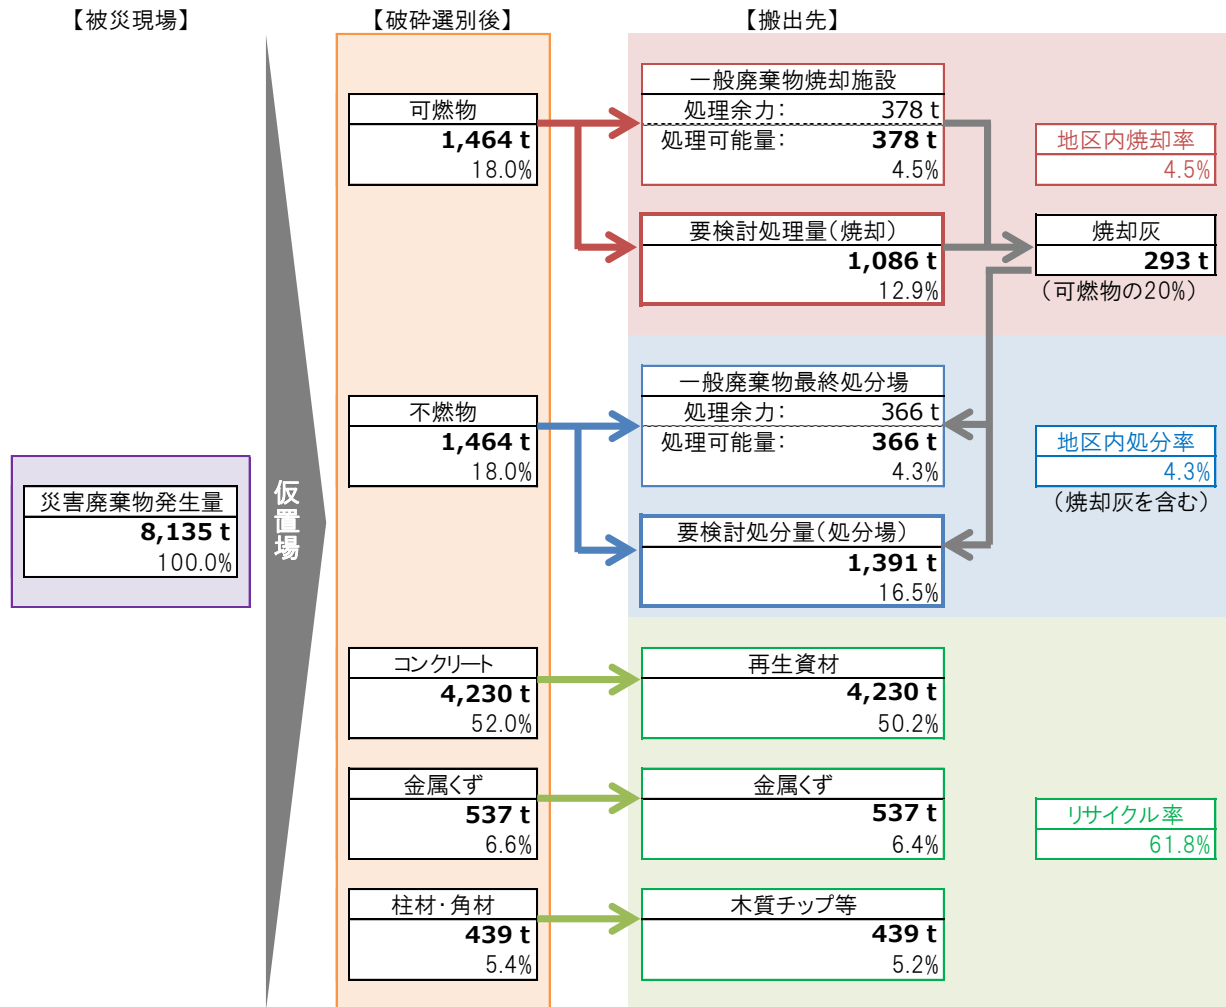 【被災現場】
【破砕選別後】
【搬出先】
災害廃棄物発生量
8,135 t
100.0%
仮置場
可燃物
1,464 t
18.0%
不燃物
1,464 t
18.0%
コンクリート
4,230 t
52.0%
金属くず
537 t
6.6%
柱材・角材
439 t
5.4%
一般廃棄物焼却施設
処理余力： 378 t
処理可能量： 378 t
4.5%
要検討処理量（焼却）
1,086 t
12.9%
一般廃棄物最終処分場
処理余力： 366 t
処理可能量： 366 t
4.3%
要検討処分量（処分場）
1,391 t
16.5%
再生資材
4,230 t
50.2%
金属くず
537 t
6.4%
木質チップ等
439 t
5.2%
地区内焼却率
4.5%
焼却灰
293 t
（可燃物の20%）
地区内処分率
4.3%
（焼却灰を含む）
リサイクル率
61.8%